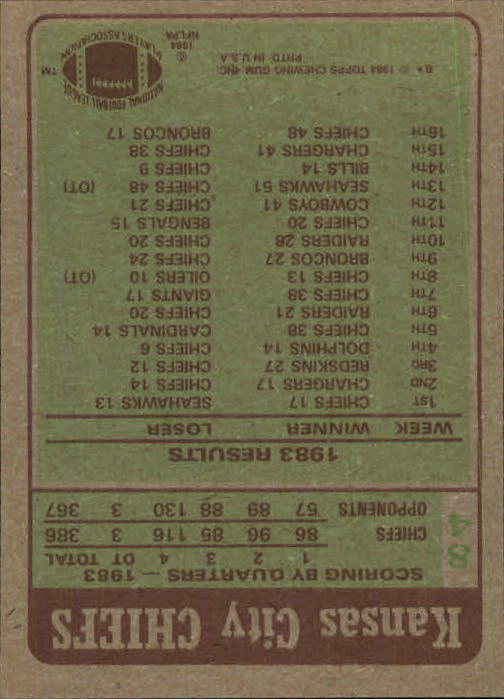 Kansas City CHIEFS
48
SCORING BY QUARTERS — 1983
1 2 3 4 OT TOTAL
CHIEFS 86 96 85 116 3 386
OPPONENTS 57 89 88 130 3 367
1983 RESULTS
WEEK WINNER LOSER
1ST CHIEFS 17 SEAHAWKS 13
2ND CHARGERS 17 CHIEFS 14
3RD REDSKINS 27 CHIEFS 12
4TH DOLPHINS 14 CHIEFS 6
5TH CHIEFS 38 CARDINALS 14
6TH RAIDERS 21 CHIEFS 20
7TH CHIEFS 38 GIANTS 17
8TH CHIEFS 13 OILERS 10 (OT)
9TH BRONCOS 27 CHIEFS 24
10TH RAIDERS 28 CHIEFS 20
11TH CHIEFS 20 BENGALS 15
12TH COWBOYS 41 CHIEFS 21
13TH SEAHAWKS 51 CHIEFS 48 (OT)
14TH BILLS 14 CHIEFS 9
15TH CHARGERS 41 CHIEFS 38
16TH CHIEFS 48 BRONCOS 17
B* © 1984 TOPPS CHEWING GUM INC
PRTD. IN U.S.A.
NATIONAL FOOTBALL LEAGUE PLAYERS ASSOCIATION
TM
© 1984 NFLPA